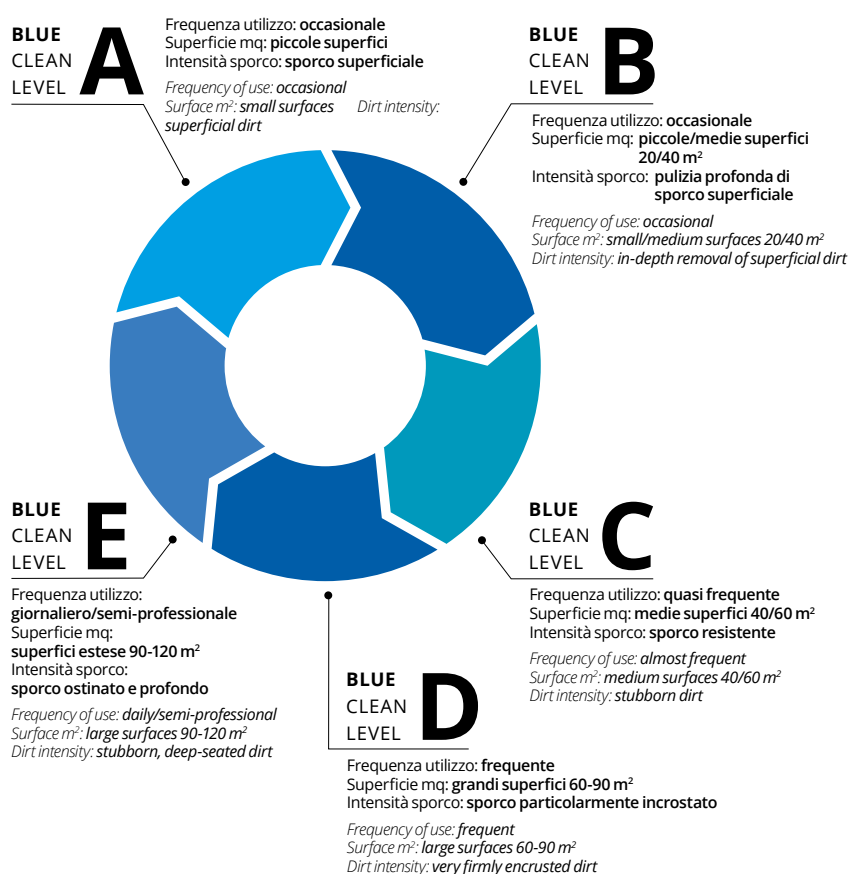 BLUE
CLEAN
LEVEL
A
Frequenza utilizzo: occasionale
Superficie mq: piccole superfici
Intensità sporco: sporco superficiale
Frequency of use: occasional
Surface m²: small surfaces Dirt intensity:
superficial dirt
BLUE
CLEAN
LEVEL
B
Frequenza utilizzo: occasionale
Superficie mq: piccole/medie superfici
20/40 m²
Intensità sporco: pulizia profonda di
sporco superficiale
Frequency of use: occasional
Surface m²: small/medium surfaces 20/40 m²
Dirt intensity: in-depth removal of superficial dirt
BLUE
CLEAN
LEVEL
C
Frequenza utilizzo: quasi frequente
Superficie mq: medie superfici 40/60 m²
Intensità sporco: sporco resistente
Frequency of use: almost frequent
Surface m²: medium surfaces 40/60 m²
Dirt intensity: stubborn dirt
BLUE
CLEAN
LEVEL
D
Frequenza utilizzo: frequente
Superficie mq: grandi superfici 60-90 m²
Intensità sporco: sporco particolarmente incrostato
Frequency of use: frequent
Surface m²: large surfaces 60-90 m²
Dirt intensity: very firmly encrusted dirt
BLUE
CLEAN
LEVEL
E
Frequenza utilizzo:
giornaliero/semi-professionale
Superficie mq:
superfici estese 90-120 m²
Intensità sporco:
sporco ostinato e profondo
Frequency of use: daily/semi-professional
Surface m²: large surfaces 90-120 m²
Dirt intensity: stubborn, deep-seated dirt